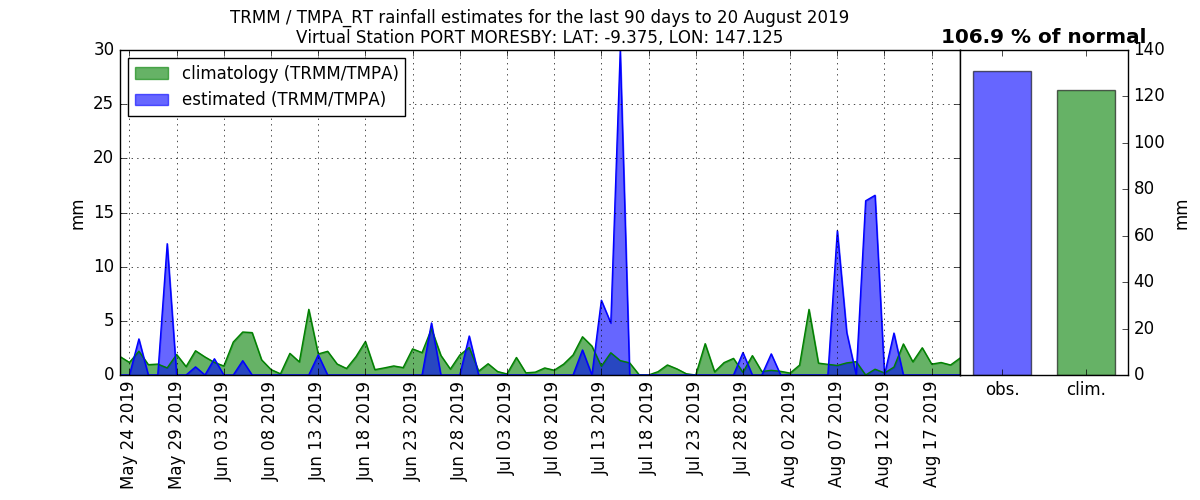 TRMM / TMPA_RT rainfall estimates for the last 90 days to 20 August 2019
Virtual Station PORT MORESBY: LAT: -9.375, LON: 147.125
106.9 % of normal
climatology (TRMM/TMPA)
estimated (TRMM/TMPA)
mm
30
25
20
15
10
5
0
May 24 2019
May 29 2019
Jun 03 2019
Jun 08 2019
Jun 13 2019
Jun 18 2019
Jun 23 2019
Jun 28 2019
Jul 03 2019
Jul 08 2019
Jul 13 2019
Jul 18 2019
Jul 23 2019
Jul 28 2019
Aug 02 2019
Aug 07 2019
Aug 12 2019
Aug 17 2019
obs.
clim.
140
120
100
80
60
40
20
0
mm